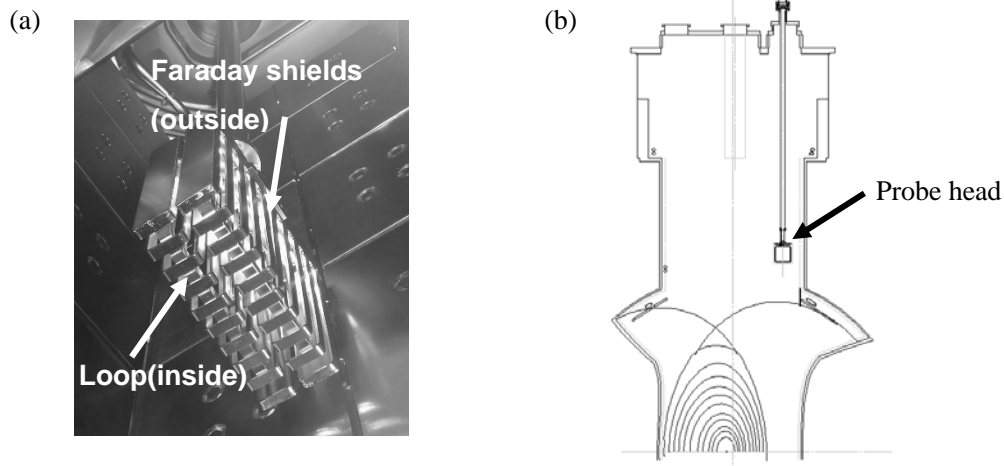 (a)
(b)
Faraday shields
(outside)
Probe head
Loop(inside)